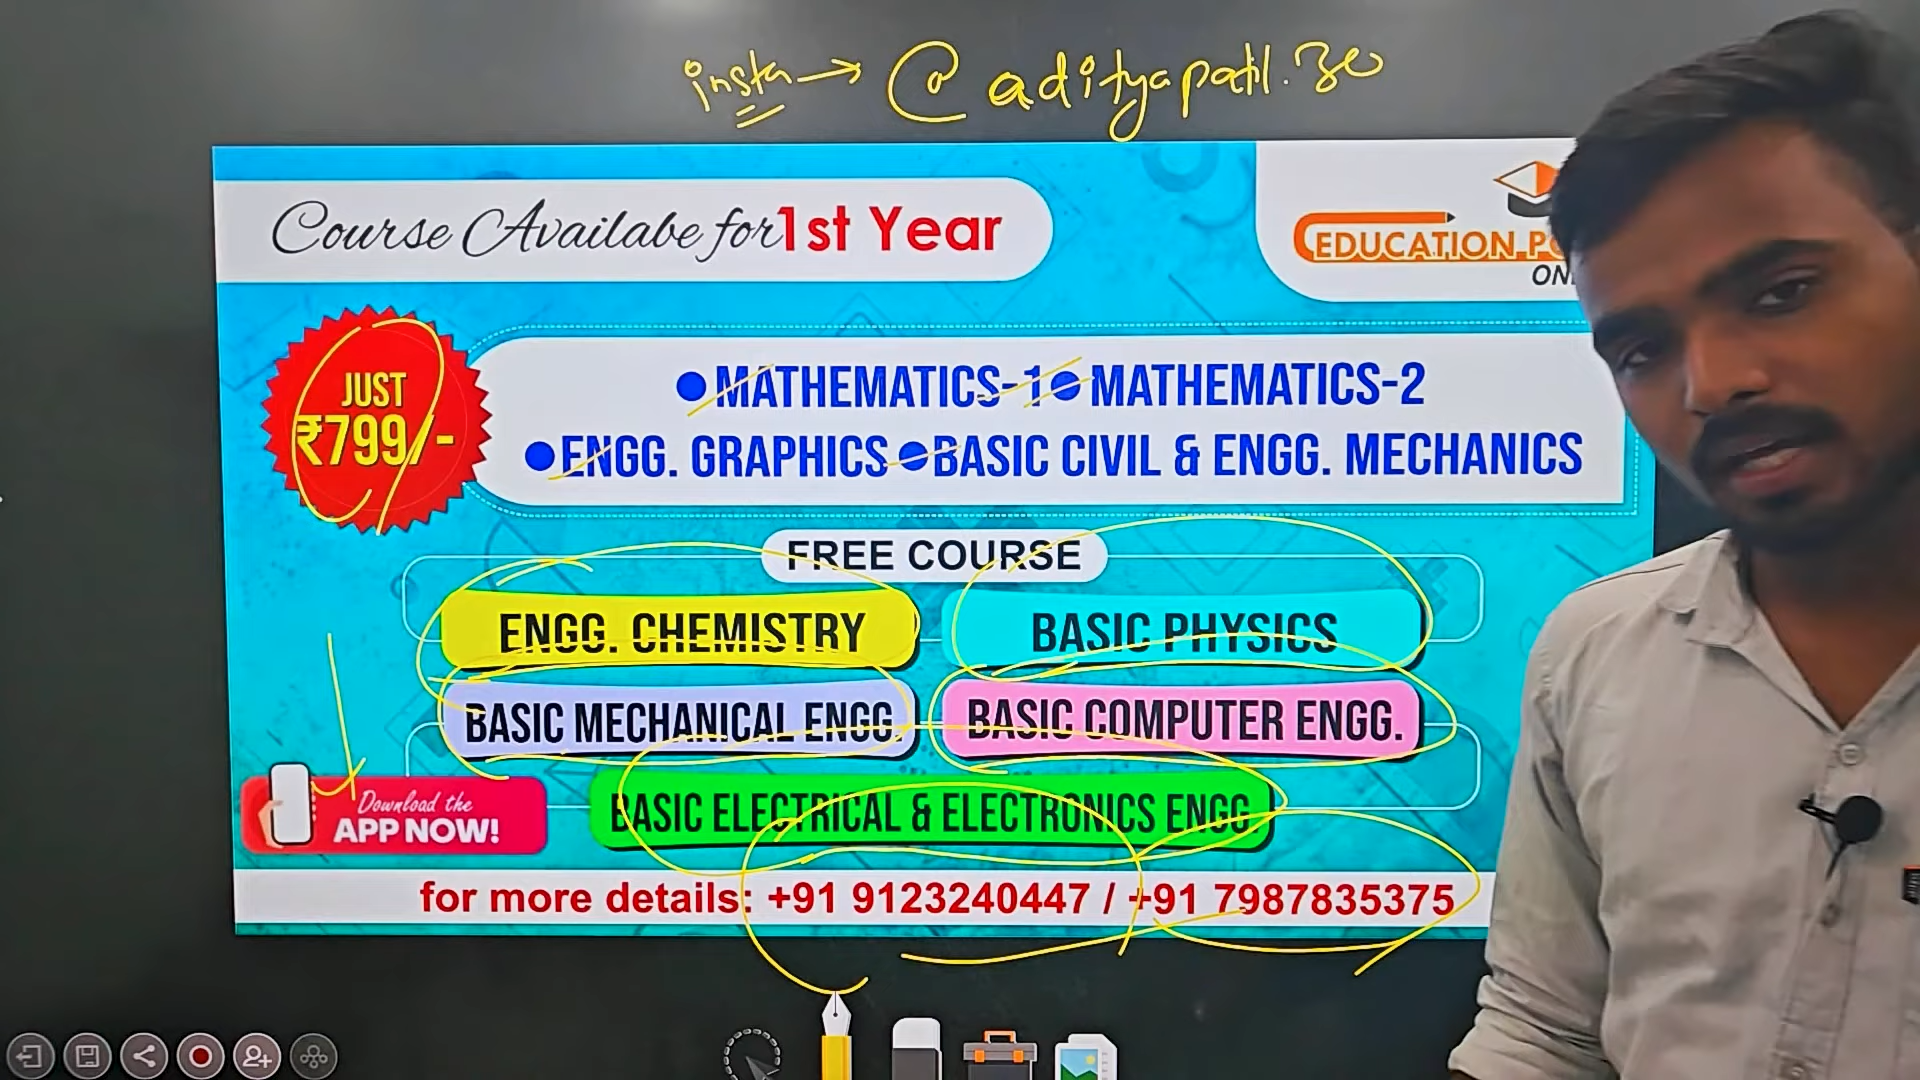 insta → @adityapatil.30
Course Availabe for 1st Year
EDUCATION
JUST
₹799/-
MATHEMATICS-1 ● MATHEMATICS-2
● ENGG. GRAPHICS ● BASIC CIVIL & ENGG. MECHANICS
FREE COURSE
ENGG. CHEMISTRY
BASIC PHYSICS
BASIC MECHANICAL ENGG.
BASIC COMPUTER ENGG.
Download the
APP NOW!
BASIC ELECTRICAL & ELECTRONICS ENGG.
for more details: +91 9123240447 / +91 7987835375